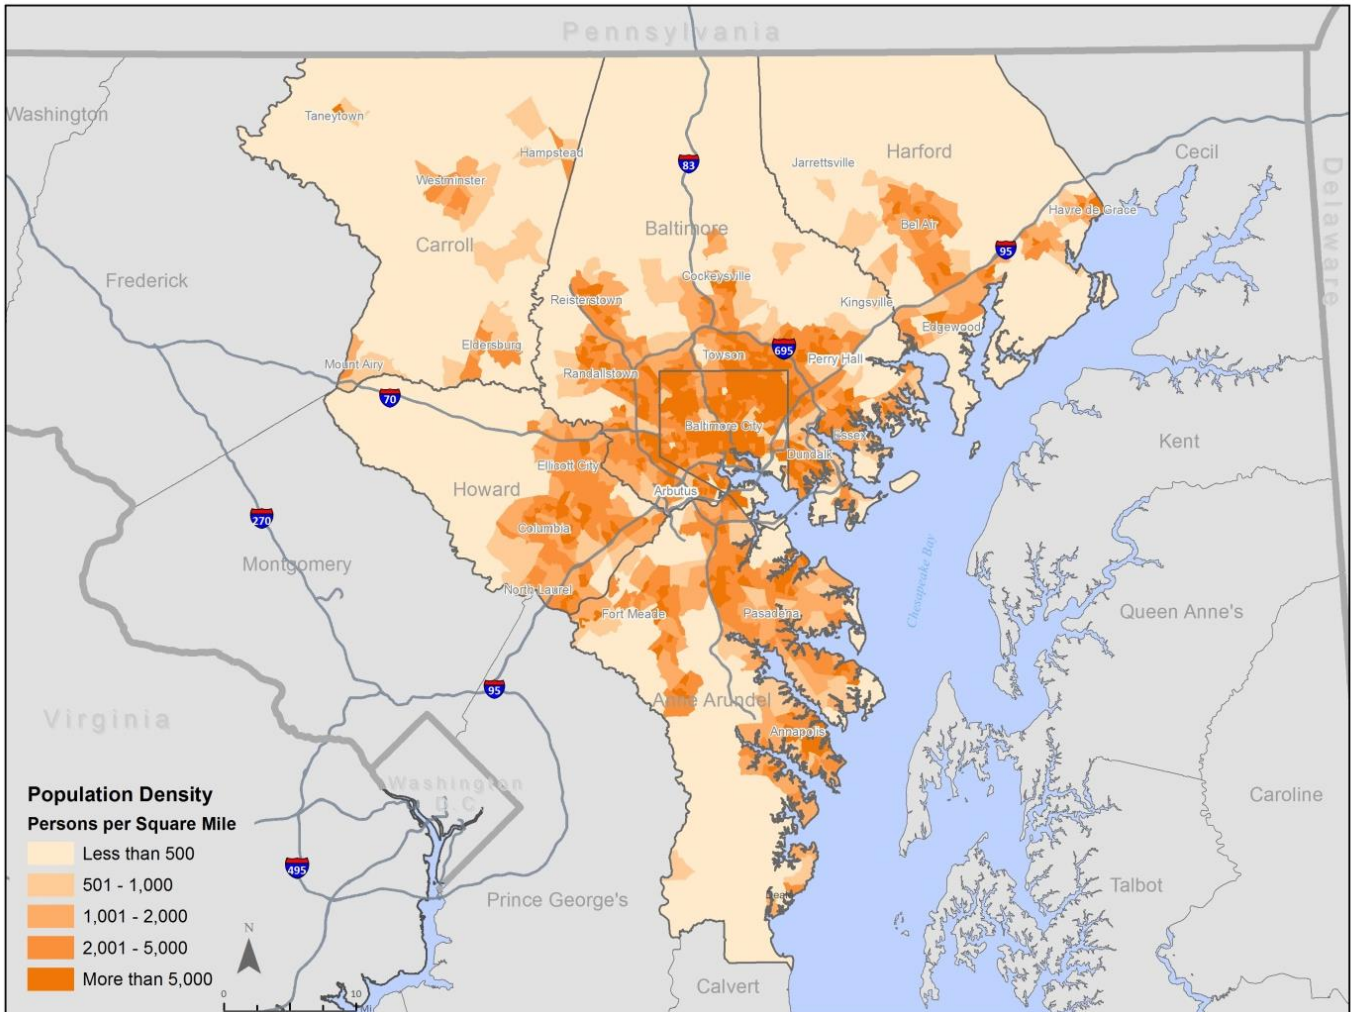 Pennsylvania
Washington
Taneytown
Hampstead
Westminster
Carroll
Frederick
83
Baltimore
Jarrettsville
Harford
Cecil
Delaware
Havre de Grace
Bel Air
95
Cockeysville
Reisterstown
Kingsville
Edgewood
Eldersburg
Mount Airy
70
Towson
695
Perry Hall
Randallstown
Baltimore City
Essex
Dundalk
Kent
Ellicott City
Howard
Arbutus
Columbia
270
Montgomery
North Laurel
Fort Meade
Pasadena
Chesapeake Bay
Queen Anne's
95
Anne Arundel
Annapolis
Virginia
Washington
D.C.
Caroline
Talbot
Prince George's
Deale
Calvert
495
Population Density
Persons per Square Mile
Less than 500
501 - 1,000
1,001 - 2,000
2,001 - 5,000
More than 5,000
N
0 10